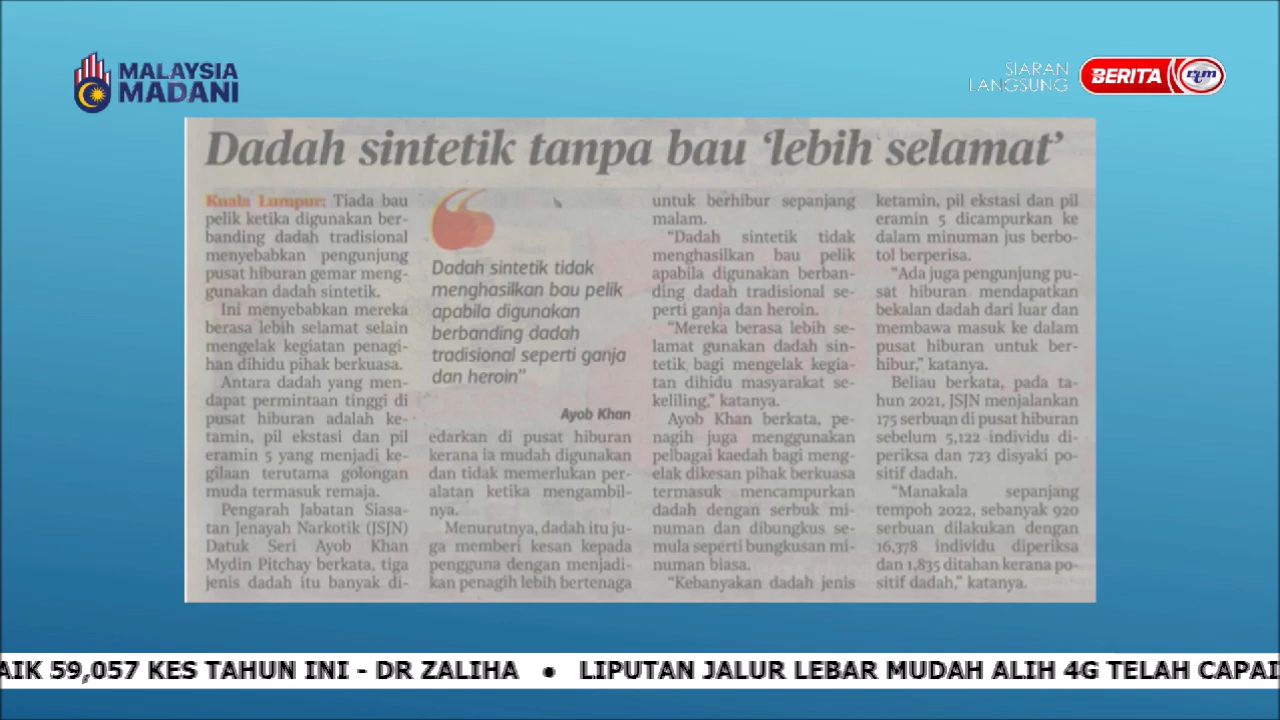 MALAYSIA
MADANI
SIARAN
LANGSUNG
BERITA
rtm
Dadah sintetik tanpa bau 'lebih selamat'
Kuala Lumpur: Tiada bau
pelik ketika digunakan ber-
banding dadah tradisional
menyebabkan pengunjung
pusat hiburan gemar meng-
gunakan dadah sintetik.
Ini menyebabkan mereka
berasa lebih selamat selain
mengelak kegiatan penagi-
han dihidu pihak berkuasa.
Antara dadah yang men-
dapat permintaan tinggi di
pusat hiburan adalah ke-
tamin, pil ekstasi dan pil
eramin 5 yang menjadi ke-
gilaan terutama golongan
muda termasuk remaja.
Pengarah Jabatan Siasa-
tan Jenayah Narkotik (JSJN)
Datuk Seri Ayob Khan
Mydin Pitchay berkata, tiga
jenis dadah itu banyak di-
Dadah sintetik tidak
menghasilkan bau pelik
apabila digunakan
berbanding dadah
tradisional seperti ganja
dan heroin"
Ayob Khan
edarkan di pusat hiburan
kerana ia mudah digunakan
dan tidak memerlukan per-
alatan ketika mengambil-
nya.
Menurutnya, dadah itu ju-
ga memberi kesan kepada
pengguna dengan menjadi-
kan penagih lebih bertenaga
untuk berhibur sepanjang
malam.
"Dadah sintetik tidak
menghasilkan bau pelik
apabila digunakan berban-
ding dadah tradisional se-
perti ganja dan heroin.
"Mereka berasa lebih se-
lamat gunakan dadah sin-
tetik bagi mengelak kegia-
tan dihidu masyarakat se-
keliling," katanya.
Ayob Khan berkata, pe-
nagih juga menggunakan
pelbagai kaedah bagi meng-
elak dikesan pihak berkuasa
termasuk mencampurkan
dadah dengan serbuk mi-
numan dan dibungkus se-
mula seperti bungkusan mi-
numan biasa.
"Kebanyakan dadah jenis
ketamin, pil ekstasi dan pil
eramin 5 dicampurkan ke
dalam minuman jus berbo-
tol berperisa.
"Ada juga pengunjung pu-
sat hiburan mendapatkan
bekalan dadah dari luar dan
membawa masuk ke dalam
pusat hiburan untuk ber-
hibur," katanya.
Beliau berkata, pada ta-
hun 2021, JSJN menjalankan
175 serbuan di pusat hiburan
sebelum 5,122 individu di-
periksa dan 723 disyaki po-
sitif dadah.
"Manakala sepanjang
tempoh 2022, sebanyak 920
serbuan dilakukan dengan
16,378 individu diperiksa
dan 1,835 ditahan kerana po-
sitif dadah," katanya.
AIK 59,057 KES TAHUN INI - DR ZALIHA • LIPUTAN JALUR LEBAR MUDAH ALIH 4G TELAH CAPAI